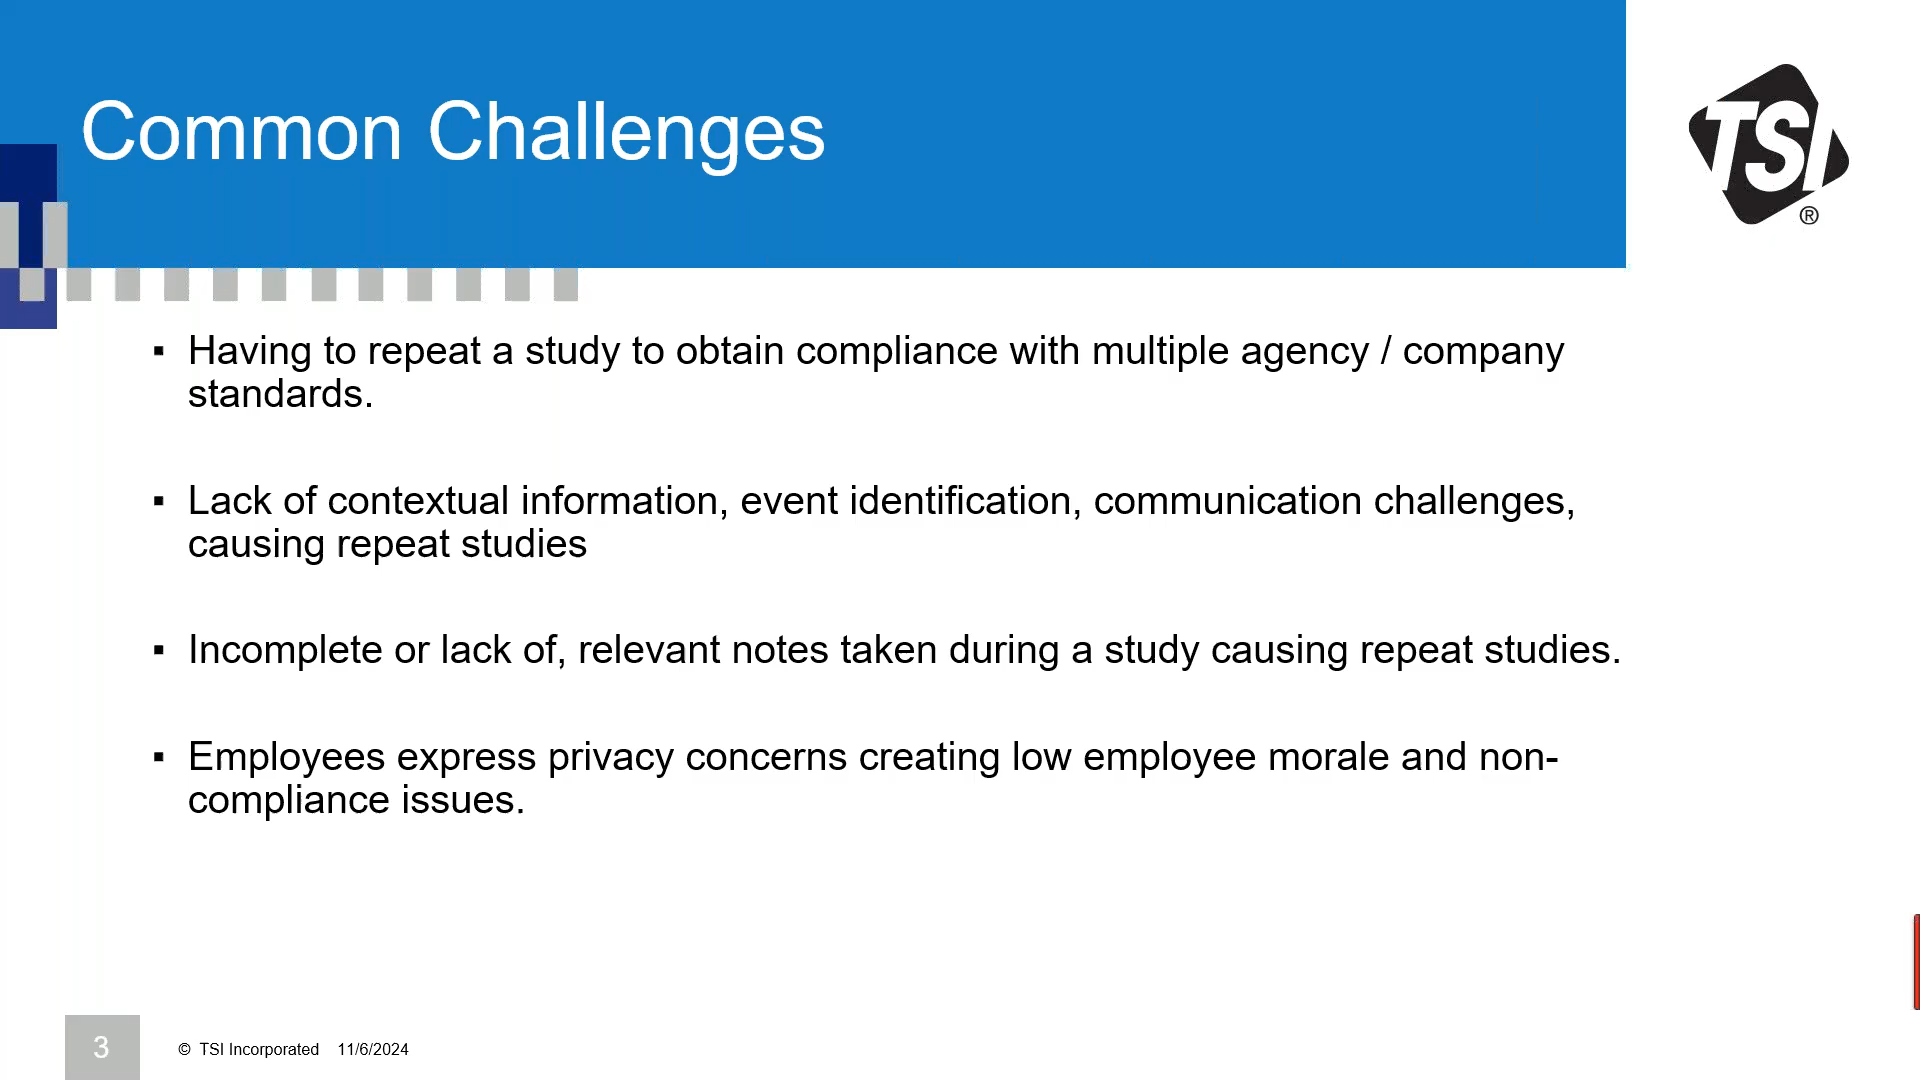 Common Challenges
TSI
®
▪ Having to repeat a study to obtain compliance with multiple agency / company
standards.
▪ Lack of contextual information, event identification, communication challenges,
causing repeat studies
▪ Incomplete or lack of, relevant notes taken during a study causing repeat studies.
▪ Employees express privacy concerns creating low employee morale and non-
compliance issues.
3
© TSI Incorporated 11/6/2024